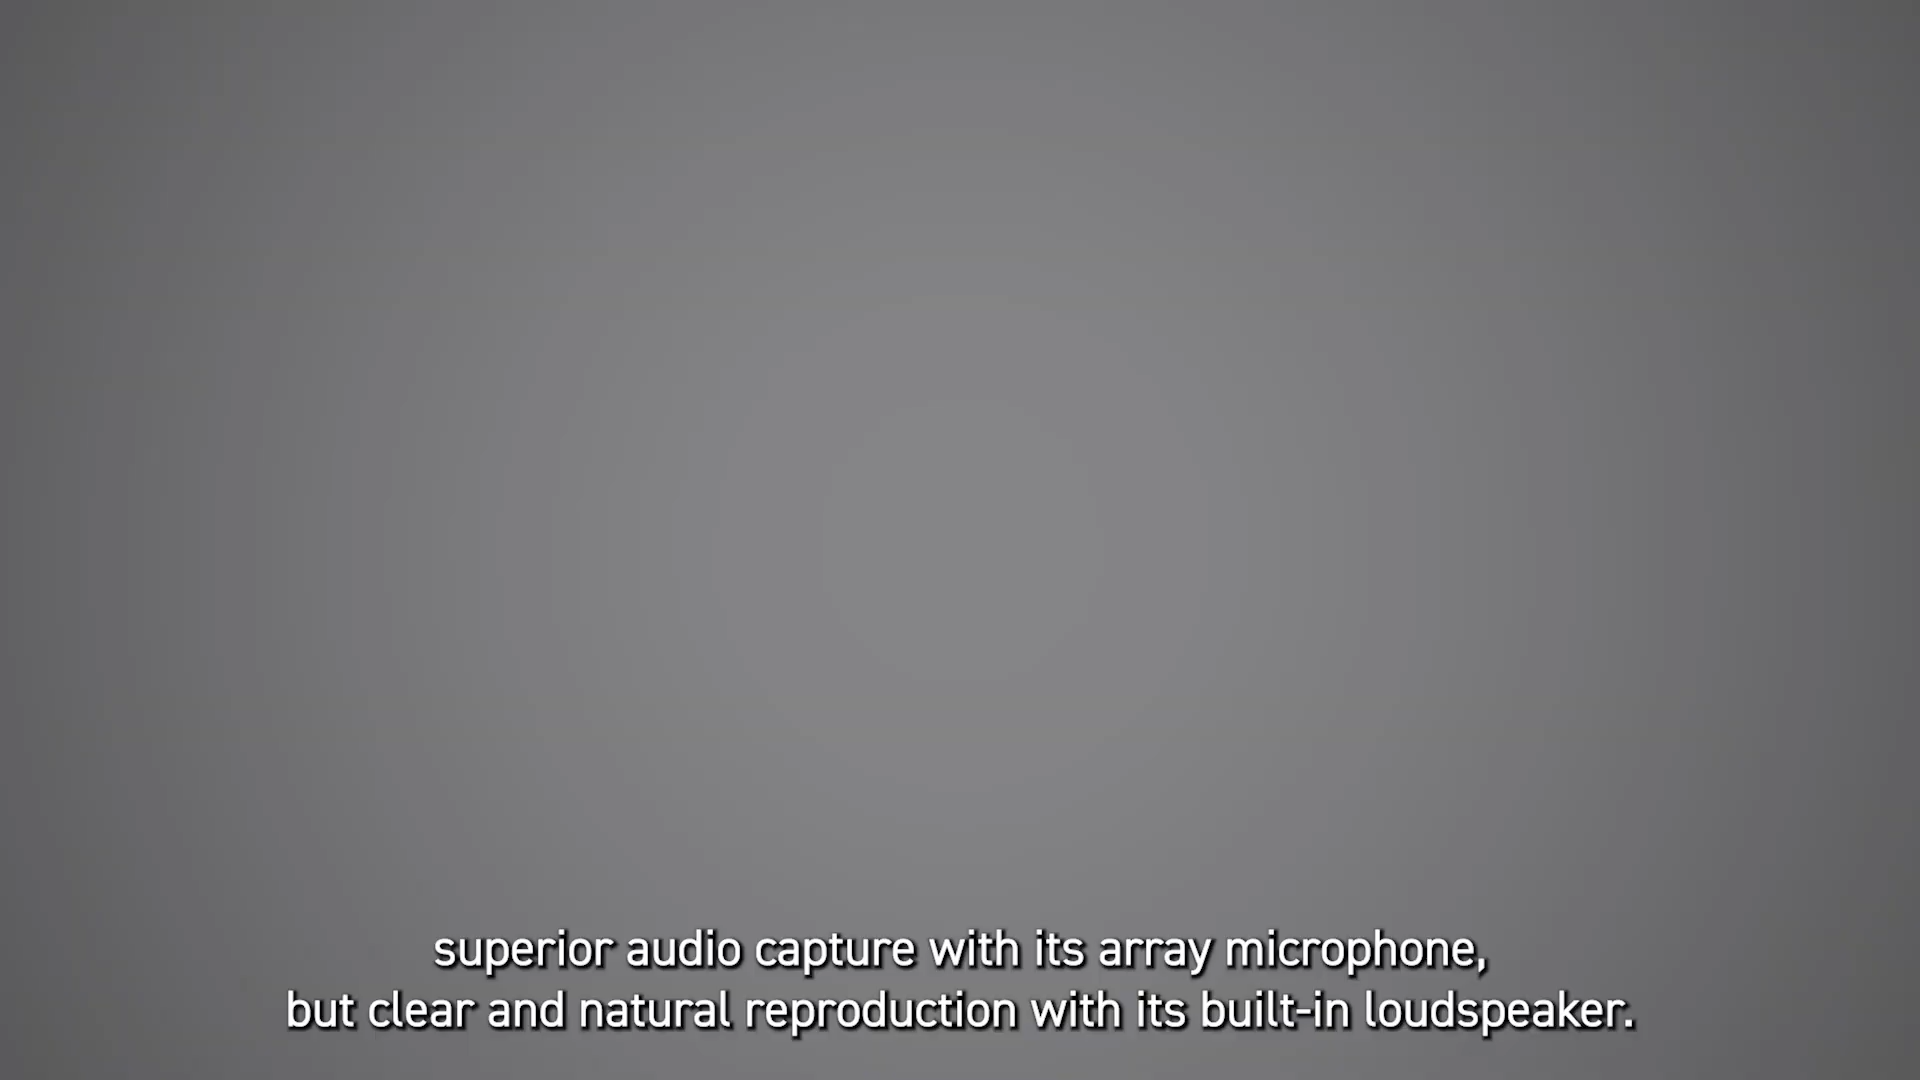 superior audio capture with its array microphone,
but clear and natural reproduction with its built-in loudspeaker.